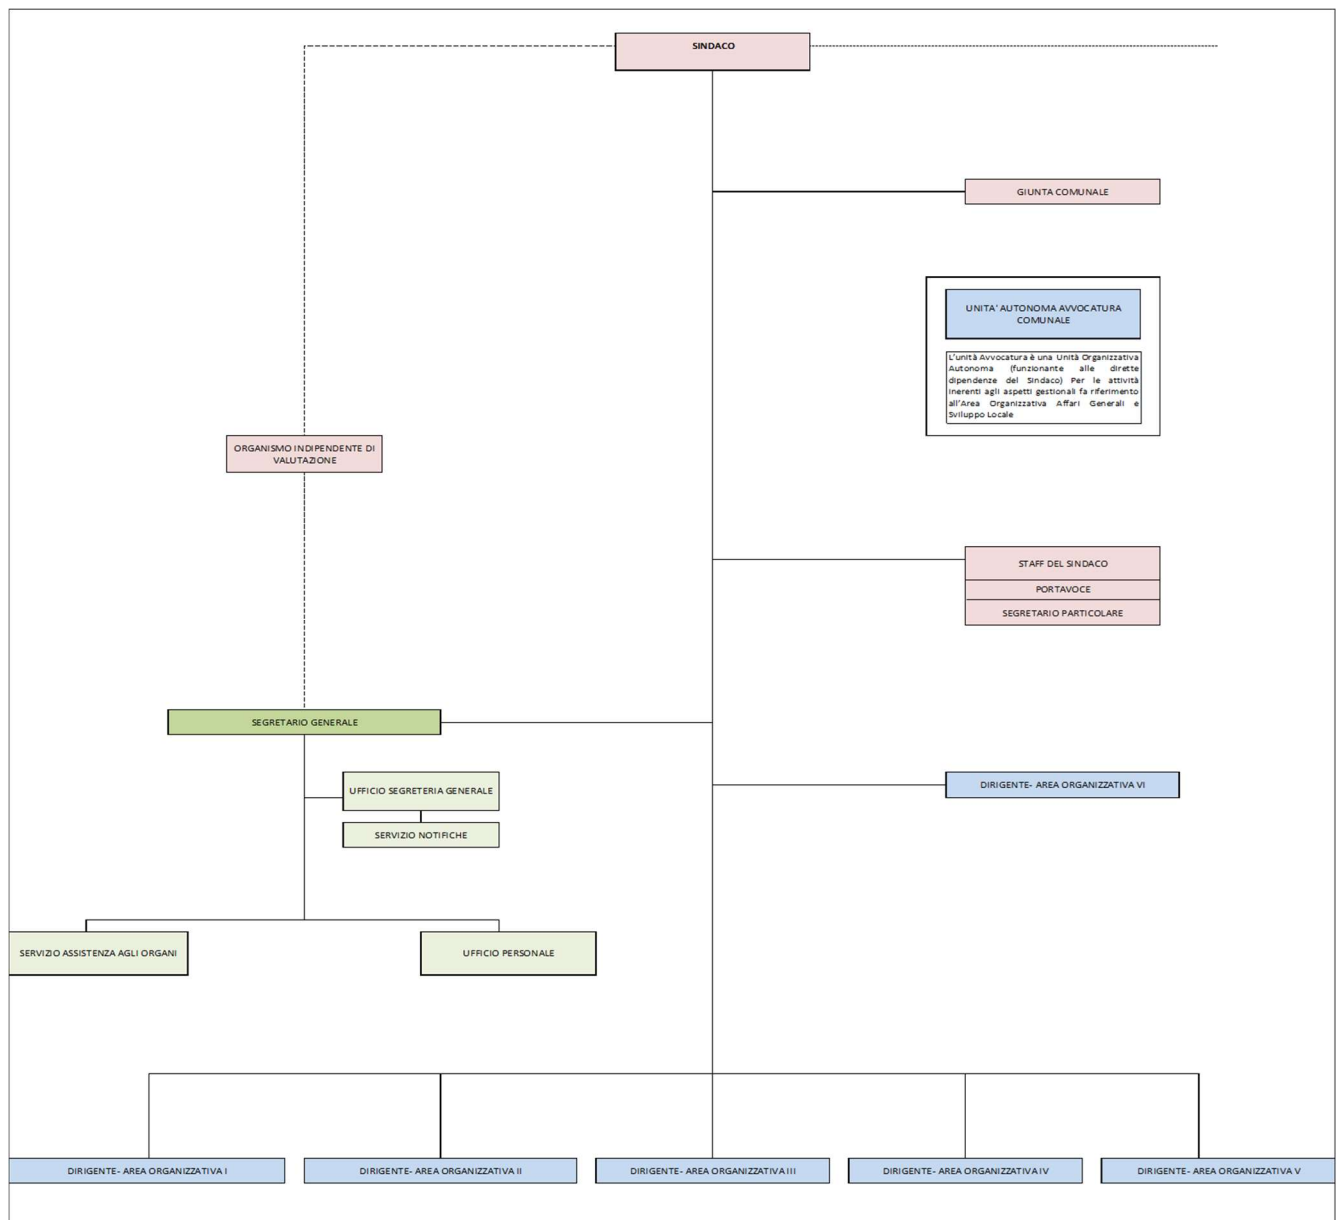 SINDACO
GIUNTA COMUNALE
UNITA' AUTONOMA AVVOCATURA
COMUNALE
L'unità Avvocatura è una Unità Organizzativa
Autonoma (funzionante alle dirette
dipendenze del Sindaco) Per le attività
inerenti agli aspetti gestionali fa riferimento
all'Area Organizzativa Affari Generali e
Sviluppo Locale
ORGANISMO INDIPENDENTE DI
VALUTAZIONE
STAFF DEL SINDACO
PORTAVOCE
SEGRETARIO PARTICOLARE
SEGRETARIO GENERALE
UFFICIO SEGRETERIA GENERALE
DIRIGENTE- AREA ORGANIZZATIVA VI
SERVIZIO NOTIFICHE
SERVIZIO ASSISTENZA AGLI ORGANI
UFFICIO PERSONALE
DIRIGENTE- AREA ORGANIZZATIVA I
DIRIGENTE- AREA ORGANIZZATIVA II
DIRIGENTE- AREA ORGANIZZATIVA III
DIRIGENTE- AREA ORGANIZZATIVA IV
DIRIGENTE- AREA ORGANIZZATIVA V